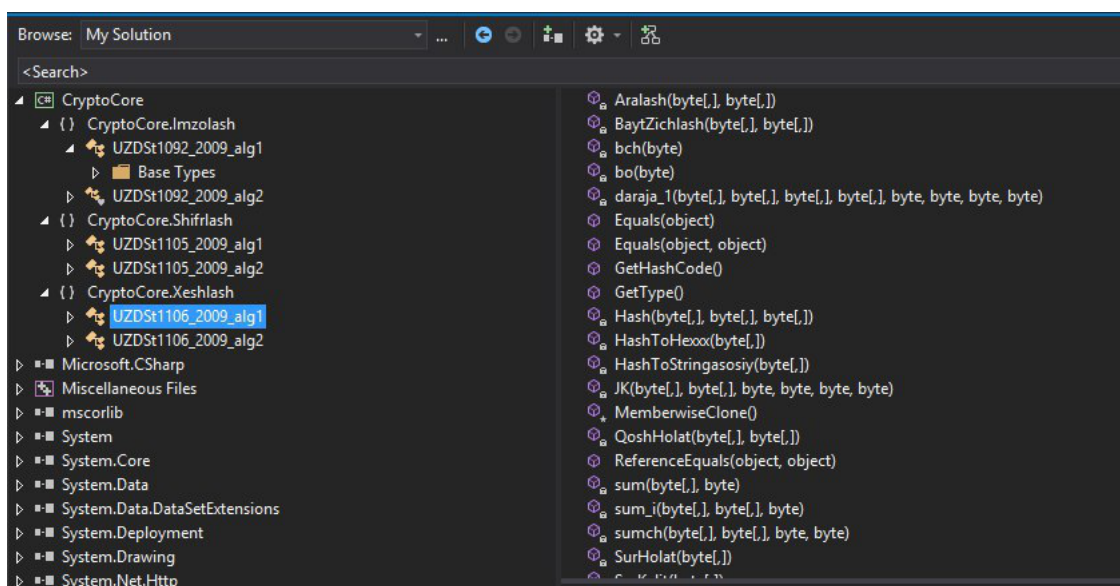 Browse: My Solution ...
<Search>
C# CryptoCore
{ } CryptoCore.Imzolash
UZDSt1092_2009_alg1
Base Types
UZDSt1092_2009_alg2
{ } CryptoCore.Shifrlash
UZDSt1105_2009_alg1
UZDSt1105_2009_alg2
{ } CryptoCore.Xeshlash
UZDSt1106_2009_alg1
UZDSt1106_2009_alg2
Microsoft.CSharp
Miscellaneous Files
mscorlib
System
System.Core
System.Data
System.Data.DataSetExtensions
System.Deployment
System.Drawing
System.Net.Http
Aralash(byte[,], byte[,])
BaytZichlash(byte[,], byte[,])
bch(byte)
bo(byte)
daraja_1(byte[,], byte[,], byte[,], byte[,], byte, byte, byte, byte)
Equals(object)
Equals(object, object)
GetHashCode()
GetType()
Hash(byte[,], byte[,], byte[,])
HashToHexxx(byte[,])
HashToStringasosiy(byte[,])
JK(byte[,], byte[,], byte, byte, byte, byte)
MemberwiseClone()
QoshHolat(byte[,], byte[,])
ReferenceEquals(object, object)
sum(byte[,], byte)
sum_i(byte[,], byte[,], byte)
sumch(byte[,], byte[,], byte, byte)
SurHolat(byte[,])